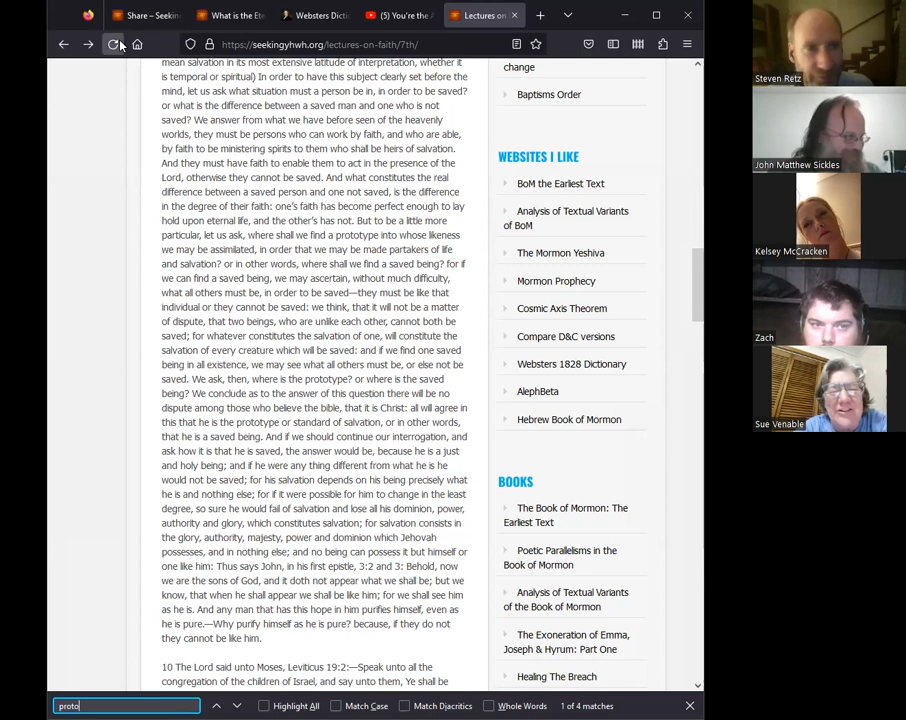 Share – Seekin
What is the Ete
Websters Dicti
(5) (You're the A
Lectures on
https://seekingyhwh.org/lectures-on-faith/7th/
mean salvation in its most extensive latitude of interpretation, whether it
is temporal or spiritual) In order to have this subject clearly set before the
mind, let us ask what situation must a person be in, in order to be saved?
or what is the difference between a saved man and one who is not
saved? We answer from what we have before seen of the heavenly
worlds, they must be persons who can work by faith, and who are able,
by faith to be ministering spirits to them who shall be heirs of salvation.
And they must have faith to enable them to act in the presence of the
Lord, otherwise they cannot be saved. And what constitutes the real
difference between a saved person and one not saved, is the difference
in the degree of their faith: one's faith has become perfect enough to lay
hold upon eternal life, and the other's has not. But to be a little more
particular, let us ask, where shall we find a prototype into whose likeness
we may be assimilated, in order that we may be made partakers of life
and salvation? or in other words, where shall we find a saved being? for if
we can find a saved being, we may ascertain, without much difficulty,
what all others must be, in order to be saved—they must be like that
individual or they cannot be saved: we think, that it will not be a matter
of dispute, that two beings, who are unlike each other, cannot both be
saved; for whatever constitutes the salvation of one, will constitute the
salvation of every creature which will be saved: and if we find one saved
being in all existence, we may see what all others must be, or else not be
saved. We ask, then, where is the prototype? or where is the saved
being? We conclude as to the answer of this question there will be no
dispute among those who believe the bible, that it is Christ: all will agree in
this that he is the prototype or standard of salvation, or in other words,
that he is a saved being. And if we should continue our interrogation, and
ask how it is that he is saved, the answer would be, because he is a just
and holy being; and if he were any thing different from what he is he
would not be saved; for his salvation depends on his being precisely what
he is and nothing else; for if it were possible for him to change in the least
degree, so sure he would fail of salvation and lose all his dominion, power,
authority and glory, which constitutes salvation; for salvation consists in
the glory, authority, majesty, power and dominion which Jehovah
possesses, and in nothing else; and no being can possess it but himself or
one like him: Thus says John, in his first epistle, 3:2 and 3: Behold, now
we are the sons of God, and it doth not appear what we shall be; but we
know, that when he shall appear we shall be like him; for we shall see him
as he is. And any man that has this hope in him purifies himself, even as
he is pure.—Why purify himself as he is pure? because, if they do not
they cannot be like him.
10 The Lord said unto Moses, Leviticus 19:2:—Speak unto all the
congregation of the children of Israel, and say unto them, Ye shall be
change
Baptisms Order
WEBSITES I LIKE
BoM the Earliest Text
Analysis of Textual Variants
of BoM
The Mormon Yeshiva
Mormon Prophecy
Cosmic Axis Theorem
Compare D&C versions
Websters 1828 Dictionary
AlephBeta
Hebrew Book of Mormon
BOOKS
The Book of Mormon: The
Earliest Text
Poetic Parallelisms in the
Book of Mormon
Analysis of Textual Variants
of the Book of Mormon
The Exoneration of Emma,
Joseph & Hyrum: Part One
Healing The Breach
proto
Highlight All
Match Case
Match Diacritics
Whole Words
1 of 4 matches
Steven Retz
John Matthew Sickles
Kelsey McCracken
Zach
Sue Venable